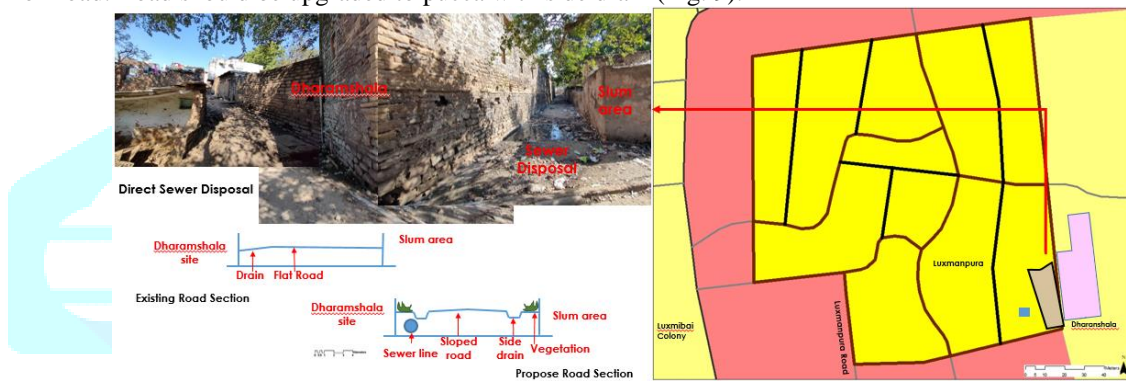 Dharamshala
Slum
area
Sewer
Disposal
Direct Sewer Disposal
Dharamshala
site
Slum area
Drain
Flat Road
Existing Road Section
Dharamshala
site
Slum area
Sewer line
Sloped
road
Side
drain
Vegetation
Propose Road Section
Luxmanpura
Luxmibai
Colony
Luxmanpura Road
Dharanshala